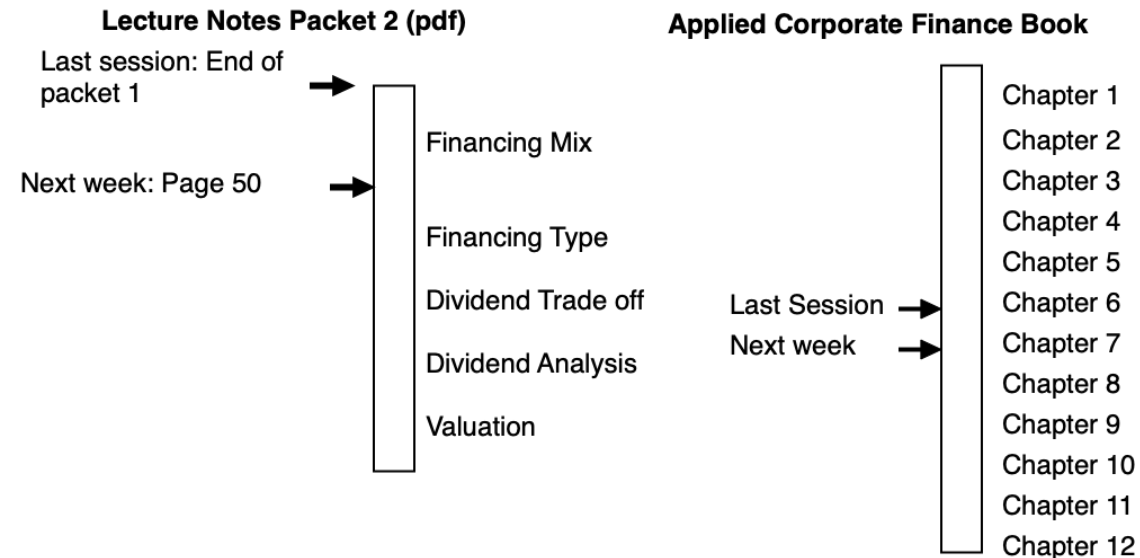 Lecture Notes Packet 2 (pdf)
Last session: End of
packet 1
Financing Mix
Next week: Page 50
Financing Type
Dividend Trade off
Dividend Analysis
Valuation
Applied Corporate Finance Book
Chapter 1
Chapter 2
Chapter 3
Chapter 4
Chapter 5
Last Session
Chapter 6
Next week
Chapter 7
Chapter 8
Chapter 9
Chapter 10
Chapter 11
Chapter 12